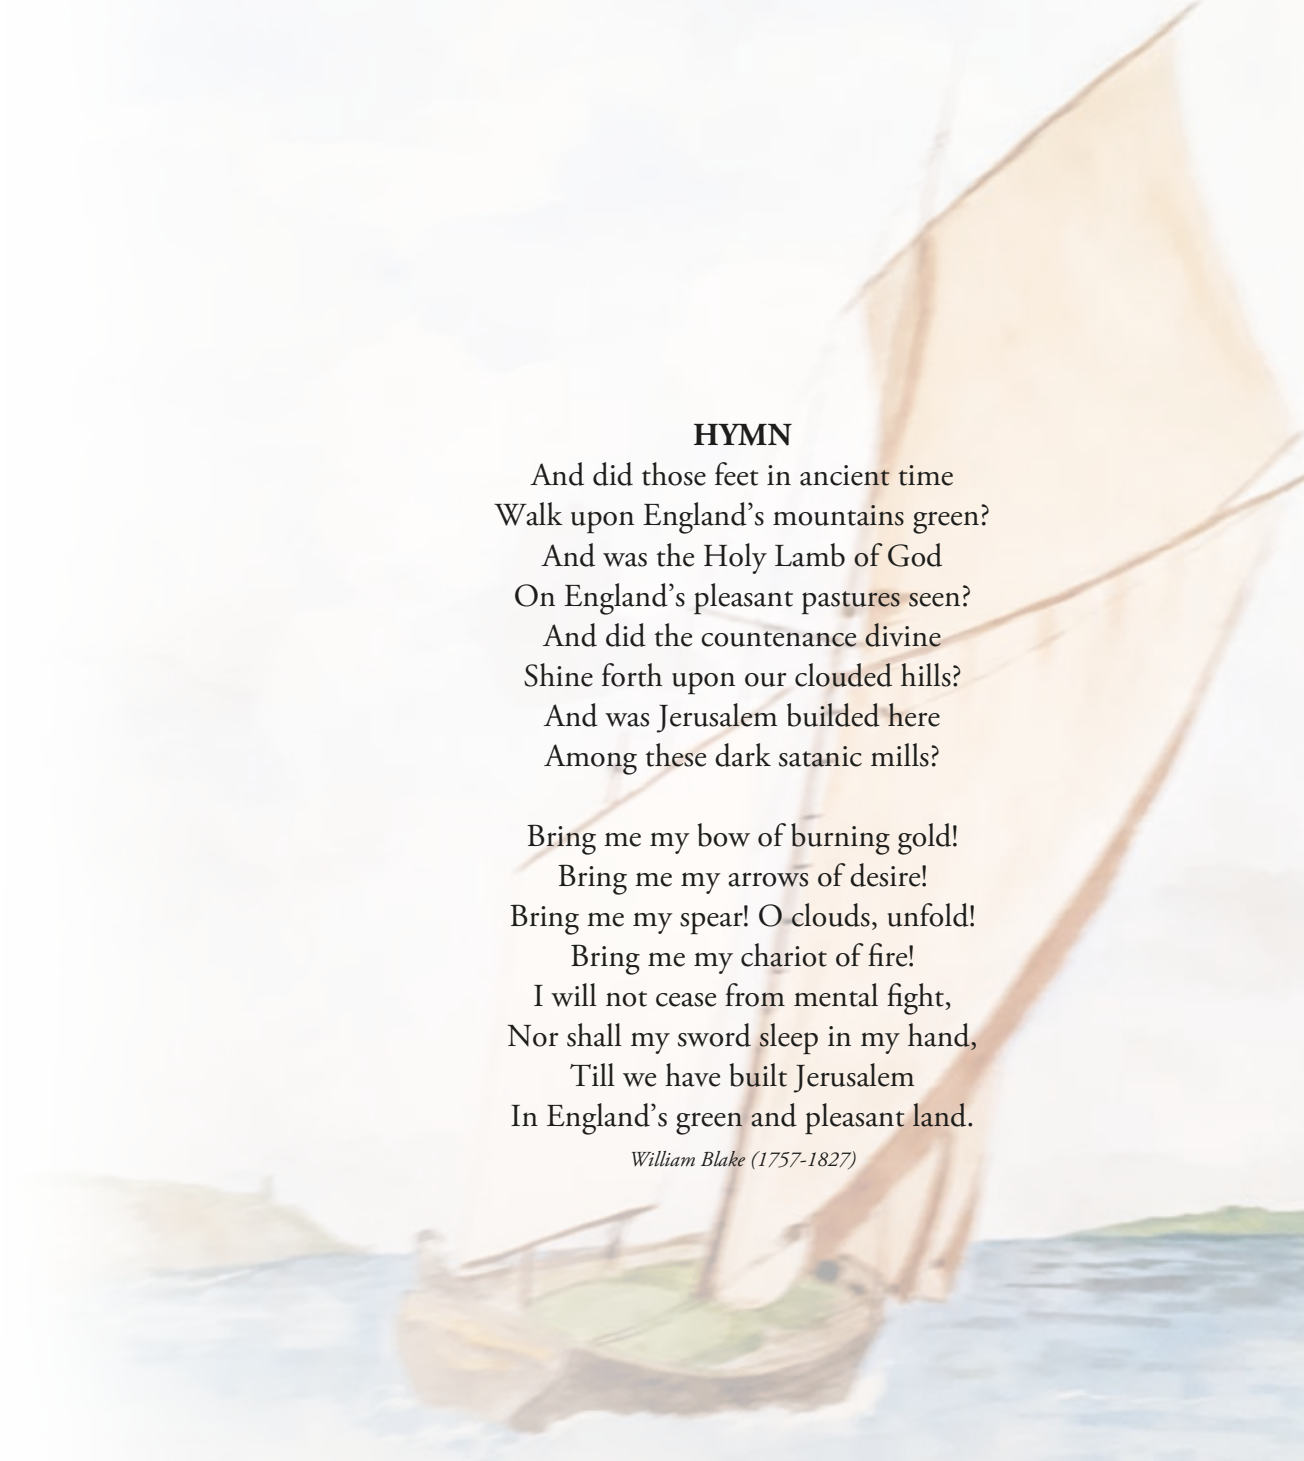 HYMN
And did those feet in ancient time
Walk upon England’s mountains green?
And was the Holy Lamb of God
On England’s pleasant pastures seen?
And did the countenance divine
Shine forth upon our clouded hills?
And was Jerusalem builded here
Among these dark satanic mills?

Bring me my bow of burning gold!
Bring me my arrows of desire!
Bring me my spear! O clouds, unfold!
Bring me my chariot of fire!
I will not cease from mental fight,
Nor shall my sword sleep in my hand,
Till we have built Jerusalem
In England’s green and pleasant land.
William Blake (1757-1827)